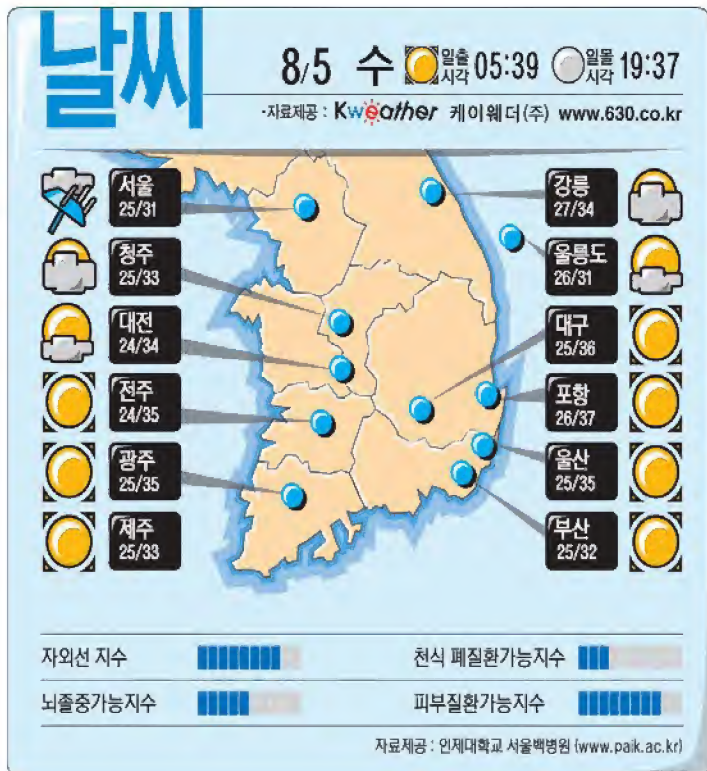 날씨
8/5 수 일출시각 05:39 일몰시각 19:37
·자료제공 : Kweather 케이웨더(주) www.630.co.kr
서울
25/31
청주
25/33
대전
24/34
전주
24/35
광주
25/35
제주
25/33
강릉
27/34
울릉도
26/31
대구
25/36
포항
26/37
울산
25/35
부산
25/32
자외선 지수
천식 폐질환가능지수
뇌졸중가능지수
피부질환가능지수
자료제공 : 인제대학교 서울백병원 (www.paik.ac.kr)